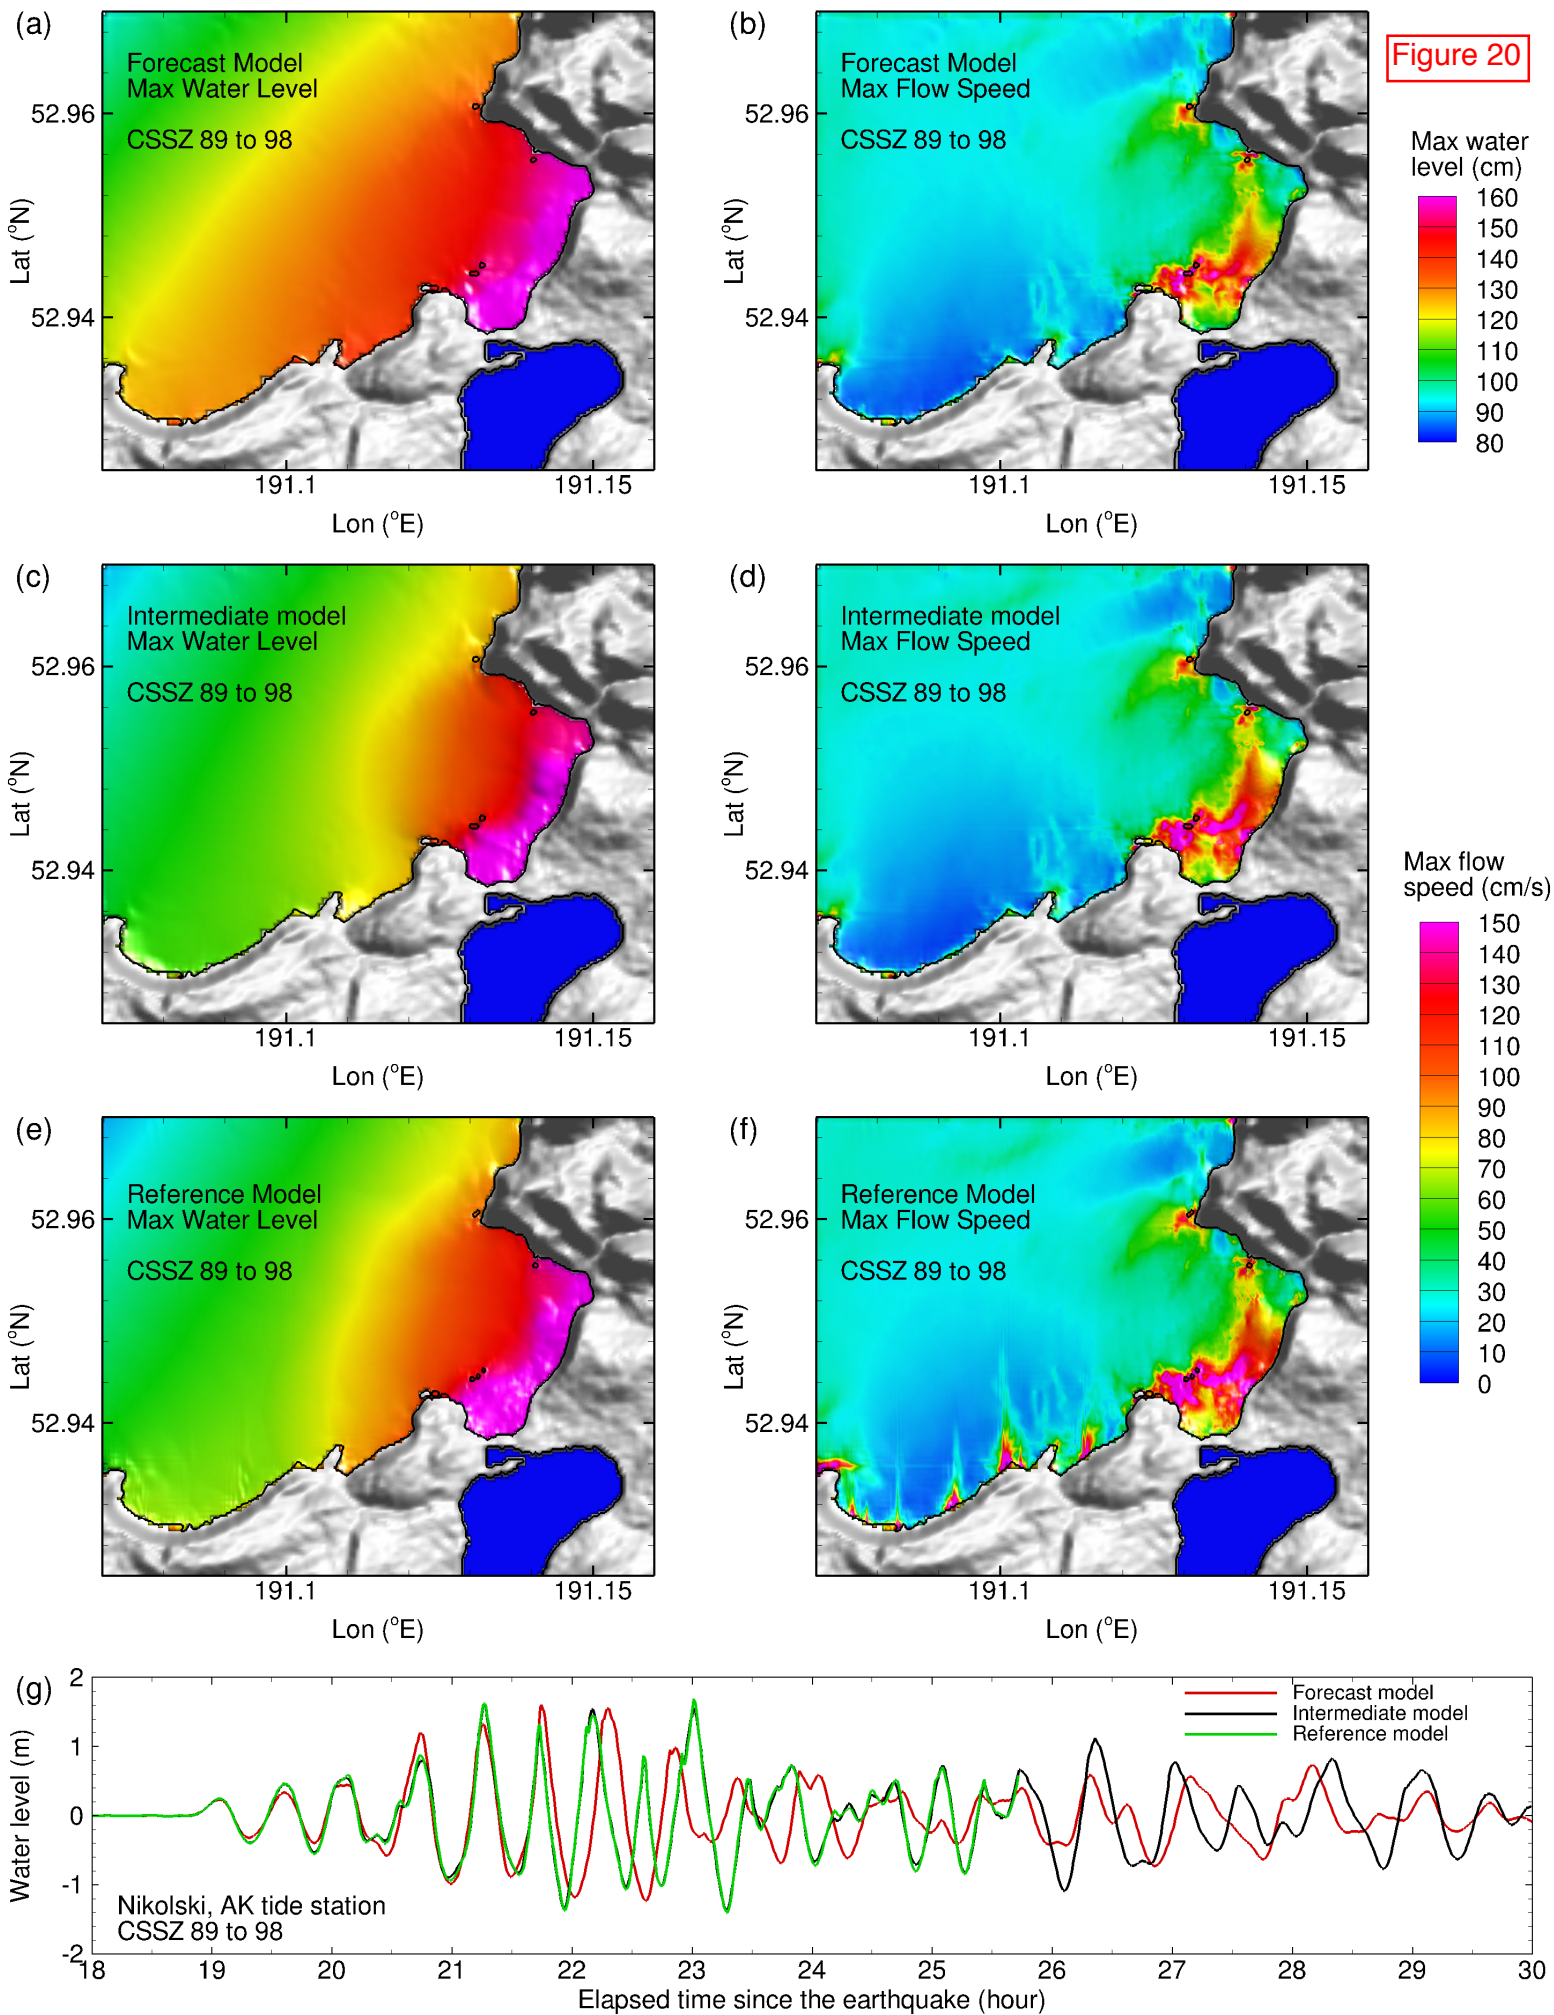 (a)
Forecast Model
Max Water Level
CSSZ 89 to 98
52.96
52.94
Lat (°N)
191.1
191.15
Lon (°E)
(b)
Forecast Model
Max Flow Speed
CSSZ 89 to 98
52.96
52.94
Lat (°N)
191.1
191.15
Lon (°E)
Figure 20
Max water
level (cm)
160
150
140
130
120
110
100
90
80
(c)
Intermediate model
Max Water Level
CSSZ 89 to 98
52.96
52.94
Lat (°N)
191.1
191.15
Lon (°E)
(d)
Intermediate model
Max Flow Speed
CSSZ 89 to 98
52.96
52.94
Lat (°N)
191.1
191.15
Lon (°E)
Max flow
speed (cm/s)
150
140
130
120
110
100
90
80
70
60
50
40
30
20
10
0
(e)
Reference Model
Max Water Level
CSSZ 89 to 98
52.96
52.94
Lat (°N)
191.1
191.15
Lon (°E)
(f)
Reference Model
Max Flow Speed
CSSZ 89 to 98
52.96
52.94
Lat (°N)
191.1
191.15
Lon (°E)
(g)
2
1
0
-1
-2
Water level (m)
Forecast model
Intermediate model
Reference model
Nikolski, AK tide station
CSSZ 89 to 98
18 19 20 21 22 23 24 25 26 27 28 29 30
Elapsed time since the earthquake (hour)